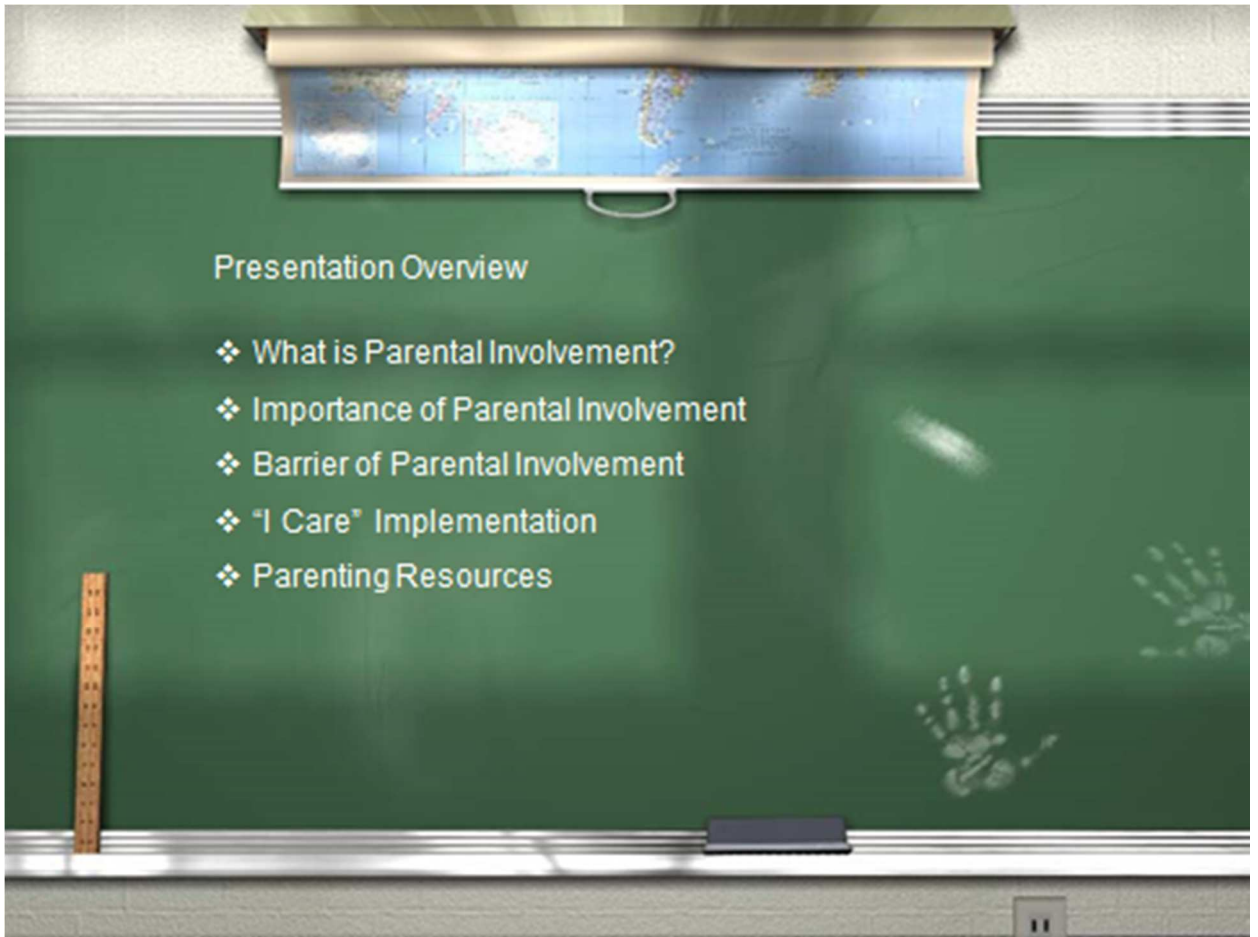 Presentation Overview
❖ What is Parental Involvement?
❖ Importance of Parental Involvement
❖ Barrier of Parental Involvement
❖ “I Care” Implementation
❖ Parenting Resources